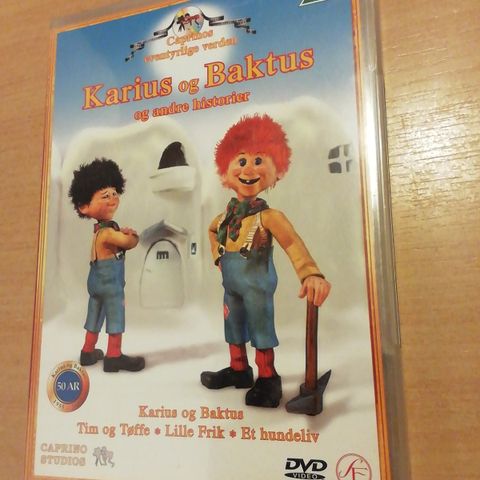 Caprinos
eventyrlige verden
Karius og Baktus
og andre historier
50 ÅR
Karius og Baktus
Tim og Tøffe * Lille Frik * Et hundeliv
CAPRINO
STUDIOS
DVD
VIDEO
SF